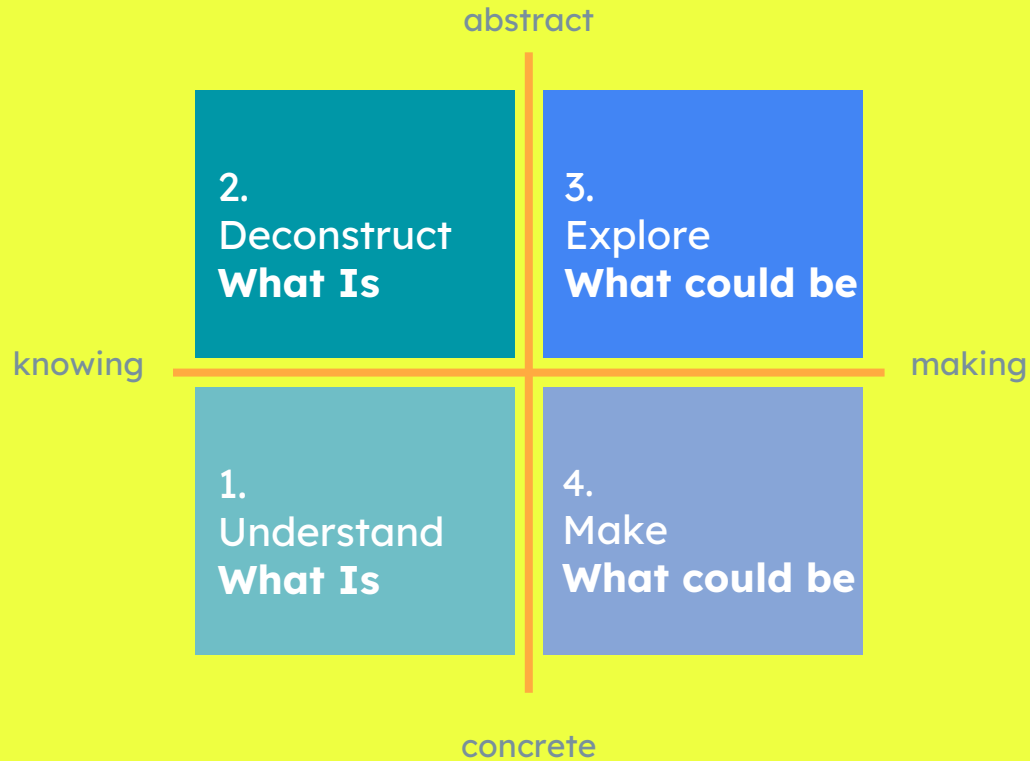 abstract
2.
Deconstruct
What Is
3.
Explore
What could be
knowing
making
1.
Understand
What Is
4.
Make
What could be
concrete